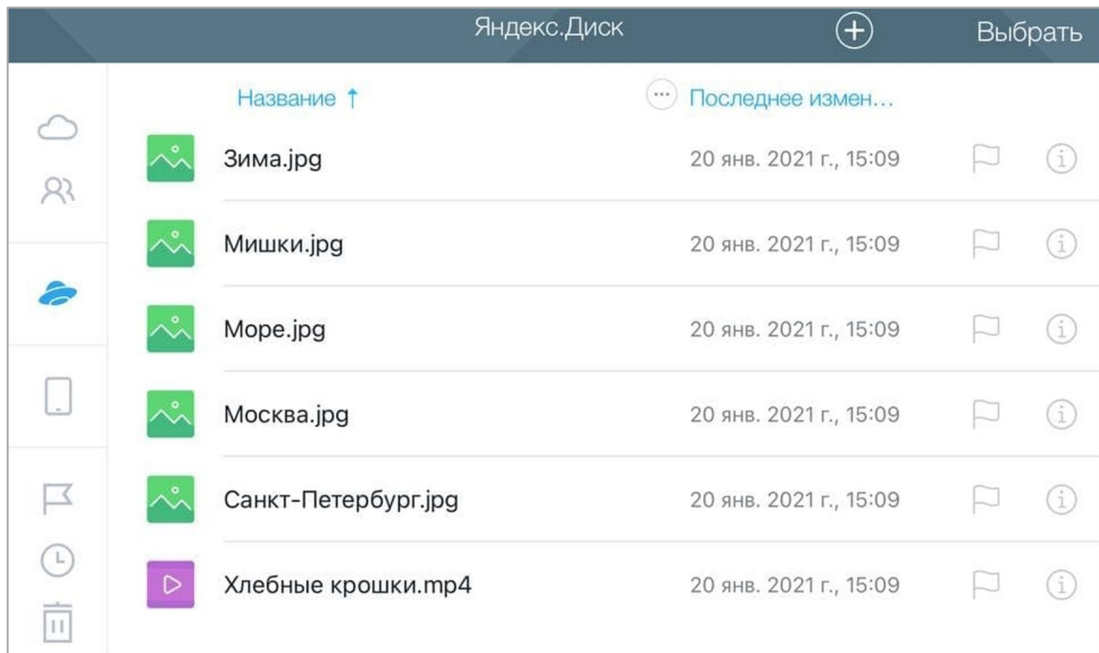 Яндекс.Диск
Выбрать
Название ↑
Последнее измен...
Зима.jpg
20 янв. 2021 г., 15:09
Мишки.jpg
20 янв. 2021 г., 15:09
Море.jpg
20 янв. 2021 г., 15:09
Москва.jpg
20 янв. 2021 г., 15:09
Санкт-Петербург.jpg
20 янв. 2021 г., 15:09
Хлебные крошки.mp4
20 янв. 2021 г., 15:09